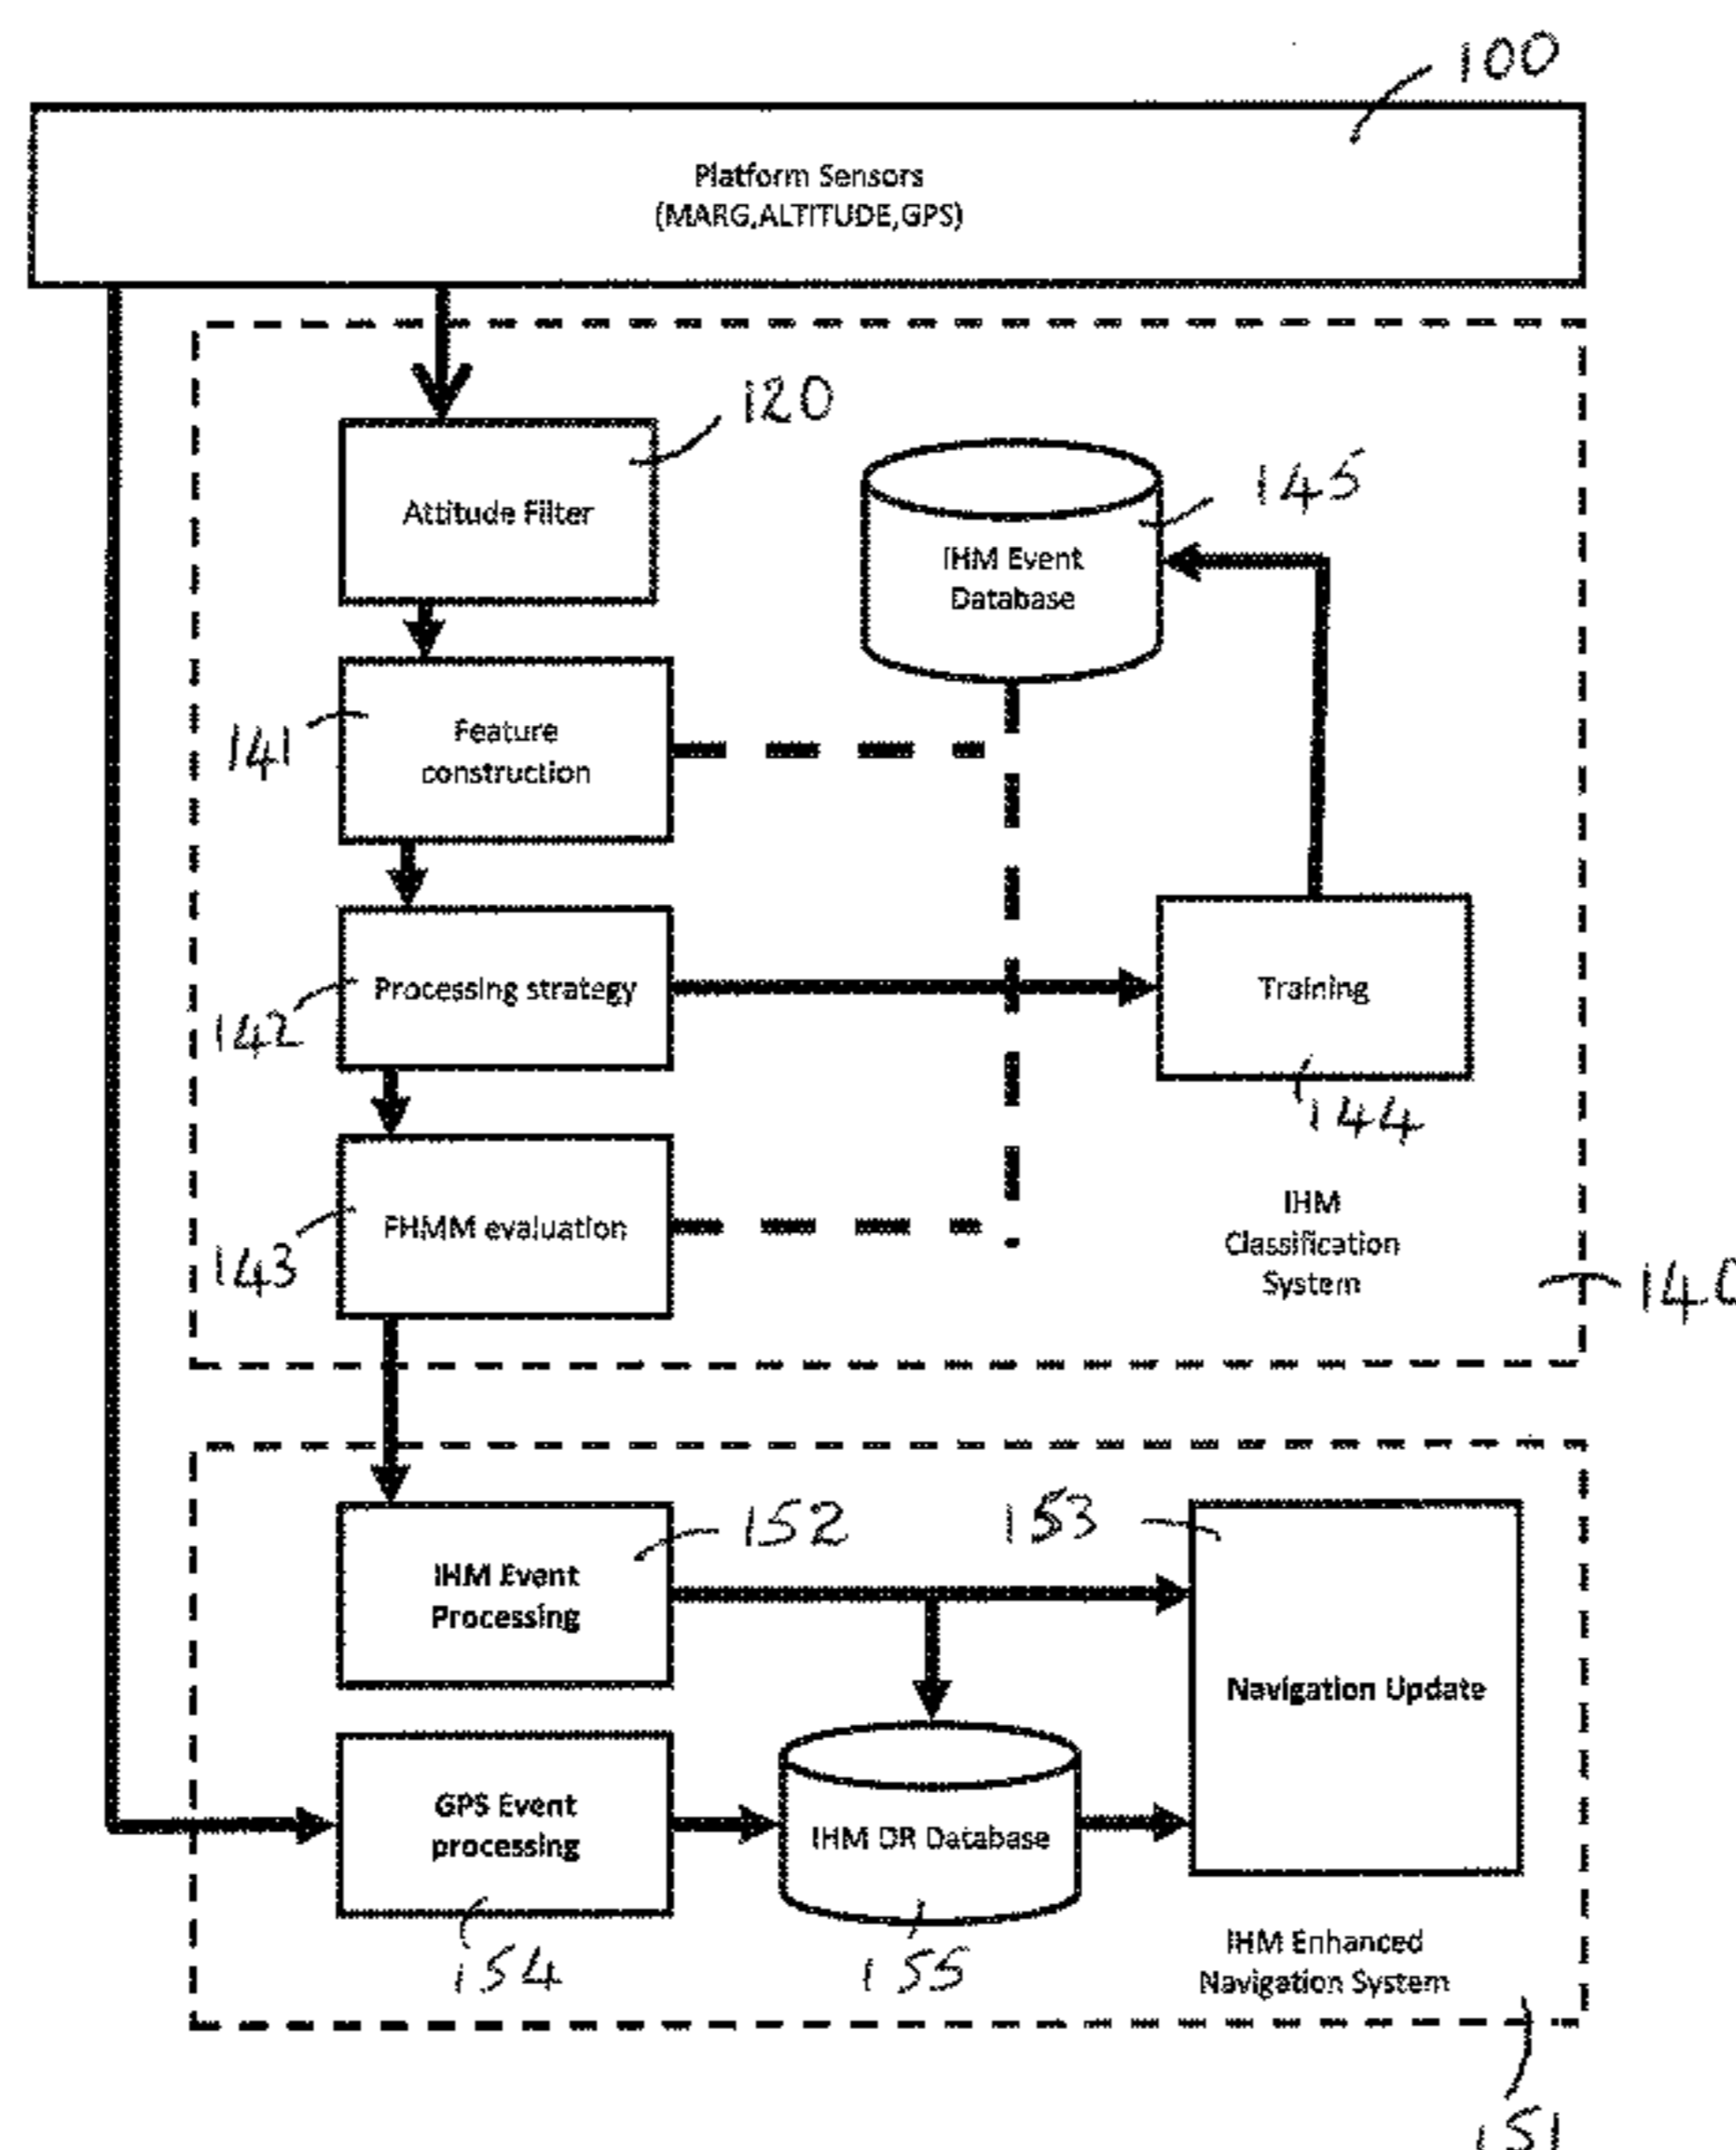 100
Platform Sensors
(MARG,ALTITUDE,GPS)
120
Attitude Filter
145
IHM Event
Database
141
Feature
construction
142
Processing strategy
Training
144
143
FHMM evaluation
IHM
Classification
System
140
152
153
IHM Event
Processing
Navigation Update
GPS Event
processing
IHM DR Database
154
155
IHM Enhanced
Navigation System
151